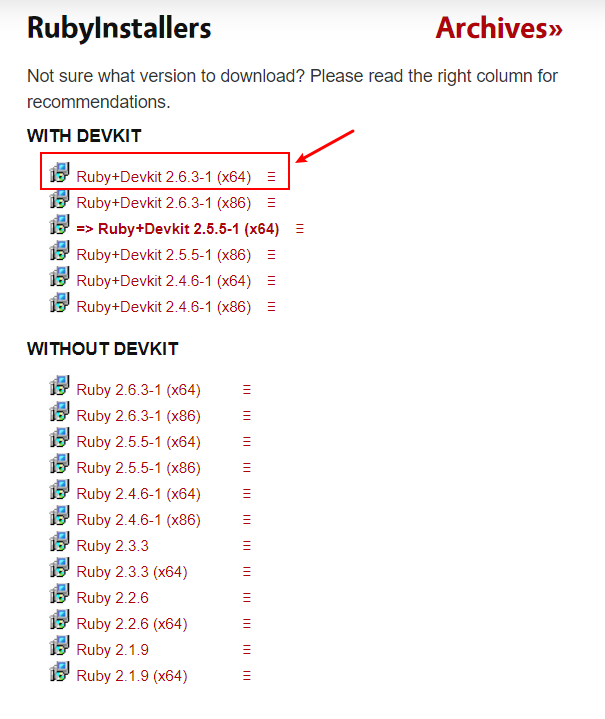 RubyInstallers Archives»
Not sure what version to download? Please read the right column for
recommendations.
WITH DEVKIT
Ruby+Devkit 2.6.3-1 (x64)
Ruby+Devkit 2.6.3-1 (x86)
=> Ruby+Devkit 2.5.5-1 (x64)
Ruby+Devkit 2.5.5-1 (x86)
Ruby+Devkit 2.4.6-1 (x64)
Ruby+Devkit 2.4.6-1 (x86)
WITHOUT DEVKIT
Ruby 2.6.3-1 (x64)
Ruby 2.6.3-1 (x86)
Ruby 2.5.5-1 (x64)
Ruby 2.5.5-1 (x86)
Ruby 2.4.6-1 (x64)
Ruby 2.4.6-1 (x86)
Ruby 2.3.3
Ruby 2.3.3 (x64)
Ruby 2.2.6
Ruby 2.2.6 (x64)
Ruby 2.1.9
Ruby 2.1.9 (x64)